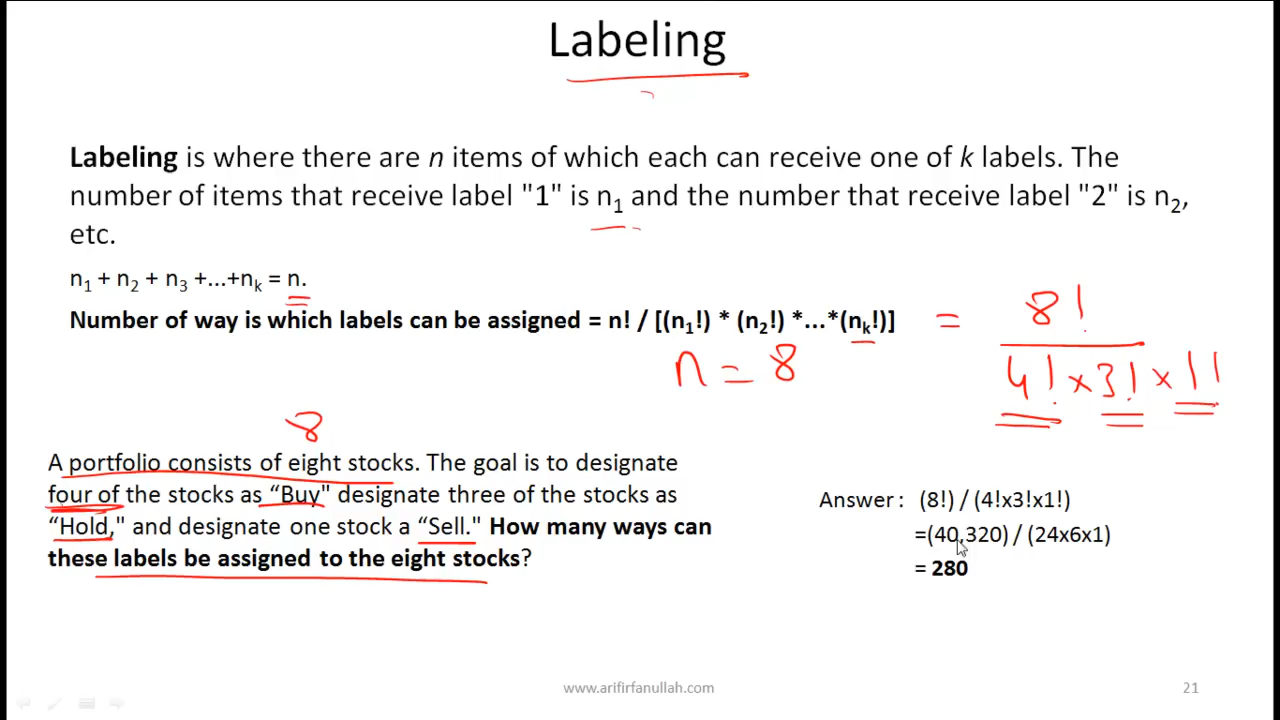 Labeling
Labeling is where there are n items of which each can receive one of k labels. The
number of items that receive label "1" is n₁ and the number that receive label "2" is n₂,
etc.
n₁ + n₂ + n₃ +...+nₖ = n.
Number of way is which labels can be assigned = n! / [(n₁!) * (n₂!) *...*(nₖ!)]
= 8!
4! x 3! x 1!
n = 8
8
A portfolio consists of eight stocks. The goal is to designate
four of the stocks as “Buy" designate three of the stocks as
“Hold," and designate one stock a “Sell." How many ways can
these labels be assigned to the eight stocks?
Answer : (8!) / (4!x3!x1!)
=(40,320) / (24x6x1)
= 280
www.arifirfanullah.com
21